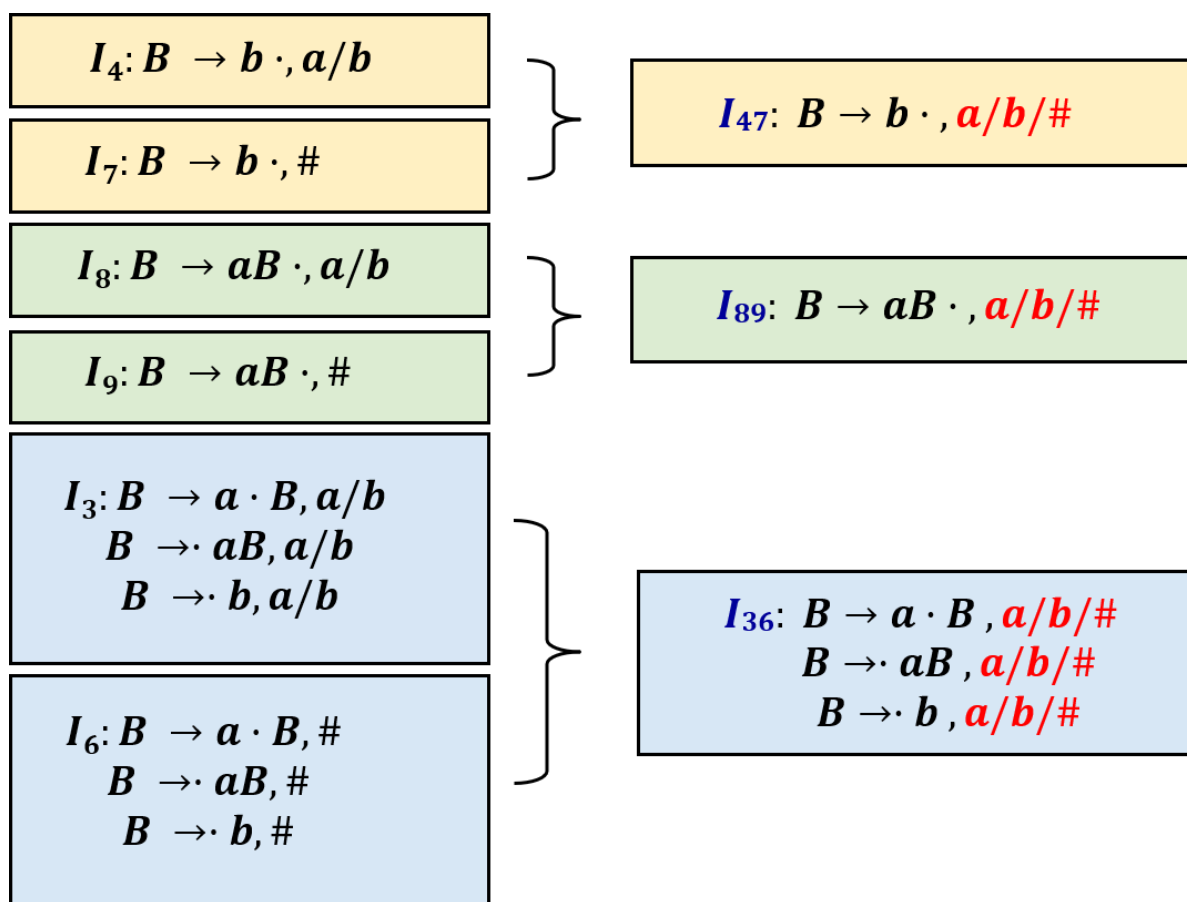 I₄: B → b ·, a/b
I₇: B → b ·, #
I₈: B → aB ·, a/b
I₉: B → aB ·, #
I₃: B → a · B, a/b
B →· aB, a/b
B →· b, a/b
I₆: B → a · B, #
B →· aB, #
B →· b, #
I₄₇: B → b · , a/b/#
I₈₉: B → aB · , a/b/#
I₃₆: B → a · B , a/b/#
B →· aB , a/b/#
B →· b , a/b/#